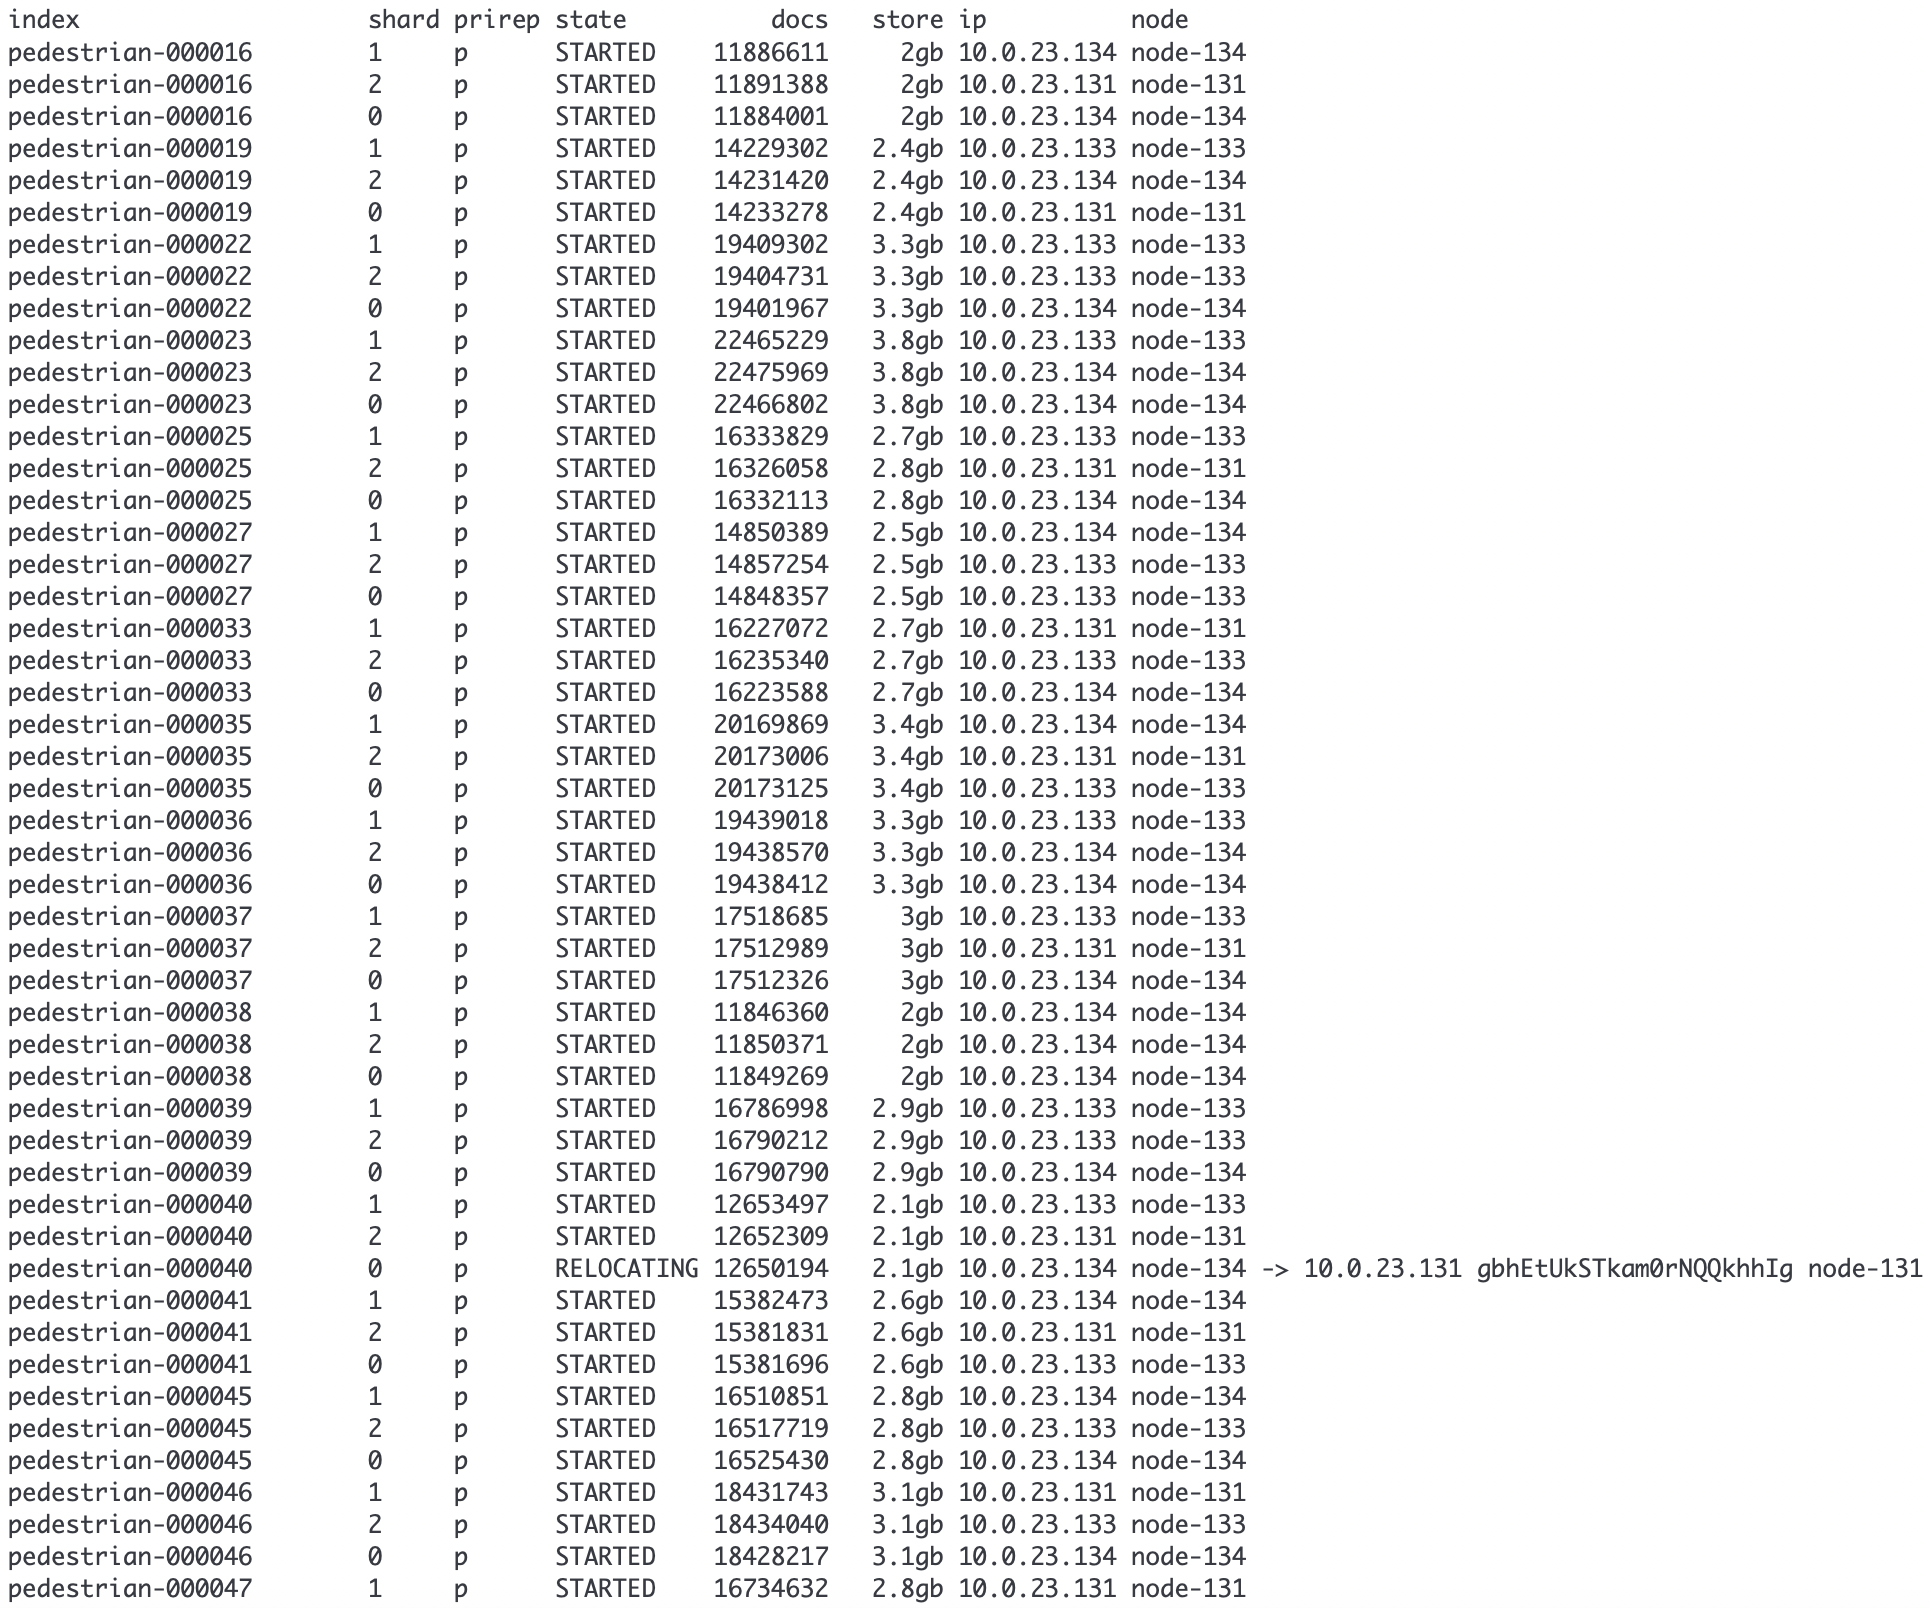 index                    shard prirep state          docs   store ip          node
pedestrian-000016        1     p      STARTED    11886611     2gb 10.0.23.134 node-134
pedestrian-000016        2     p      STARTED    11891388     2gb 10.0.23.131 node-131
pedestrian-000016        0     p      STARTED    11884001     2gb 10.0.23.134 node-134
pedestrian-000019        1     p      STARTED    14229302   2.4gb 10.0.23.133 node-133
pedestrian-000019        2     p      STARTED    14231420   2.4gb 10.0.23.134 node-134
pedestrian-000019        0     p      STARTED    14233278   2.4gb 10.0.23.131 node-131
pedestrian-000022        1     p      STARTED    19409302   3.3gb 10.0.23.133 node-133
pedestrian-000022        2     p      STARTED    19404731   3.3gb 10.0.23.133 node-133
pedestrian-000022        0     p      STARTED    19401967   3.3gb 10.0.23.134 node-134
pedestrian-000023        1     p      STARTED    22465229   3.8gb 10.0.23.133 node-133
pedestrian-000023        2     p      STARTED    22475969   3.8gb 10.0.23.134 node-134
pedestrian-000023        0     p      STARTED    22466802   3.8gb 10.0.23.134 node-134
pedestrian-000025        1     p      STARTED    16333829   2.7gb 10.0.23.133 node-133
pedestrian-000025        2     p      STARTED    16326058   2.8gb 10.0.23.131 node-131
pedestrian-000025        0     p      STARTED    16332113   2.8gb 10.0.23.134 node-134
pedestrian-000027        1     p      STARTED    14850389   2.5gb 10.0.23.134 node-134
pedestrian-000027        2     p      STARTED    14857254   2.5gb 10.0.23.133 node-133
pedestrian-000027        0     p      STARTED    14848357   2.5gb 10.0.23.133 node-133
pedestrian-000033        1     p      STARTED    16227072   2.7gb 10.0.23.131 node-131
pedestrian-000033        2     p      STARTED    16235340   2.7gb 10.0.23.133 node-133
pedestrian-000033        0     p      STARTED    16223588   2.7gb 10.0.23.134 node-134
pedestrian-000035        1     p      STARTED    20169869   3.4gb 10.0.23.134 node-134
pedestrian-000035        2     p      STARTED    20173006   3.4gb 10.0.23.131 node-131
pedestrian-000035        0     p      STARTED    20173125   3.4gb 10.0.23.133 node-133
pedestrian-000036        1     p      STARTED    19439018   3.3gb 10.0.23.133 node-133
pedestrian-000036        2     p      STARTED    19438570   3.3gb 10.0.23.134 node-134
pedestrian-000036        0     p      STARTED    19438412   3.3gb 10.0.23.134 node-134
pedestrian-000037        1     p      STARTED    17518685     3gb 10.0.23.133 node-133
pedestrian-000037        2     p      STARTED    17512989     3gb 10.0.23.131 node-131
pedestrian-000037        0     p      STARTED    17512326     3gb 10.0.23.134 node-134
pedestrian-000038        1     p      STARTED    11846360     2gb 10.0.23.134 node-134
pedestrian-000038        2     p      STARTED    11850371     2gb 10.0.23.134 node-134
pedestrian-000038        0     p      STARTED    11849269     2gb 10.0.23.134 node-134
pedestrian-000039        1     p      STARTED    16786998   2.9gb 10.0.23.133 node-133
pedestrian-000039        2     p      STARTED    16790212   2.9gb 10.0.23.133 node-133
pedestrian-000039        0     p      STARTED    16790790   2.9gb 10.0.23.134 node-134
pedestrian-000040        1     p      STARTED    12653497   2.1gb 10.0.23.133 node-133
pedestrian-000040        2     p      STARTED    12652309   2.1gb 10.0.23.131 node-131
pedestrian-000040        0     p      RELOCATING 12650194   2.1gb 10.0.23.134 node-134 -> 10.0.23.131 gbhEtUkSTkam0rNQQkhhIg node-131
pedestrian-000041        1     p      STARTED    15382473   2.6gb 10.0.23.134 node-134
pedestrian-000041        2     p      STARTED    15381831   2.6gb 10.0.23.131 node-131
pedestrian-000041        0     p      STARTED    15381696   2.6gb 10.0.23.133 node-133
pedestrian-000045        1     p      STARTED    16510851   2.8gb 10.0.23.134 node-134
pedestrian-000045        2     p      STARTED    16517719   2.8gb 10.0.23.133 node-133
pedestrian-000045        0     p      STARTED    16525430   2.8gb 10.0.23.134 node-134
pedestrian-000046        1     p      STARTED    18431743   3.1gb 10.0.23.131 node-131
pedestrian-000046        2     p      STARTED    18434040   3.1gb 10.0.23.133 node-133
pedestrian-000046        0     p      STARTED    18428217   3.1gb 10.0.23.134 node-134
pedestrian-000047        1     p      STARTED    16734632   2.8gb 10.0.23.131 node-131